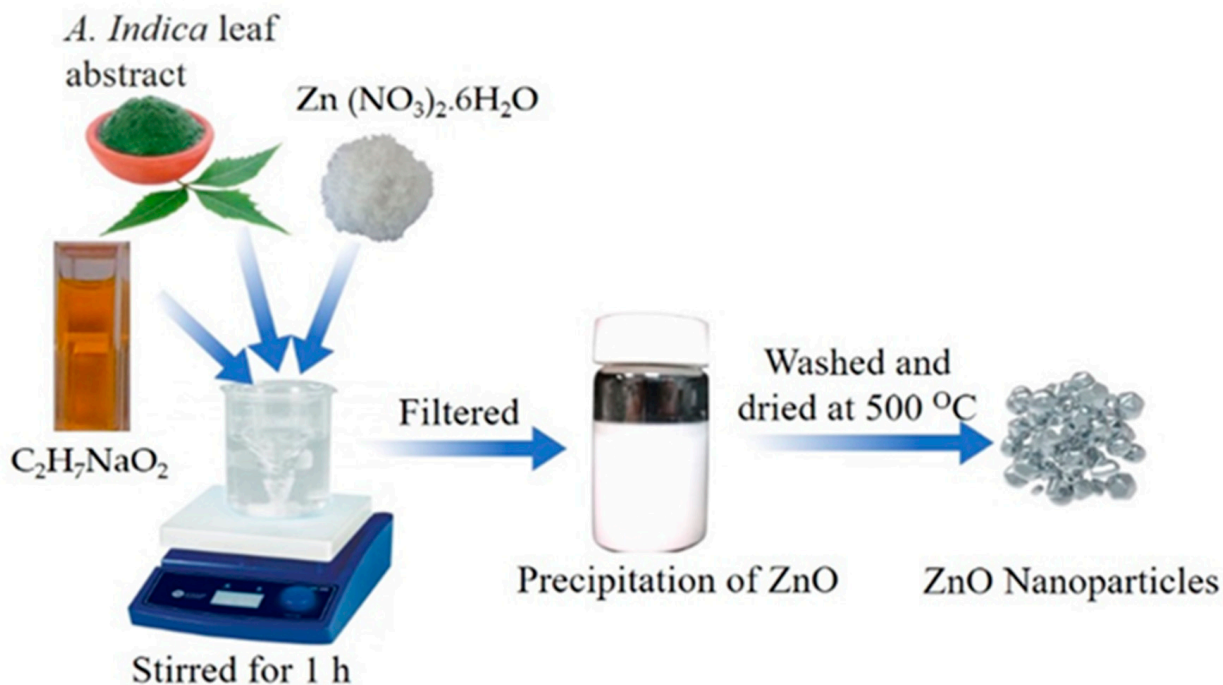 A. Indica leaf
abstract
Zn (NO₃)₂.6H₂O
C₂H₇NaO₂
Stirred for 1 h
Filtered
Precipitation of ZnO
Washed and
dried at 500 ᴼC
ZnO Nanoparticles